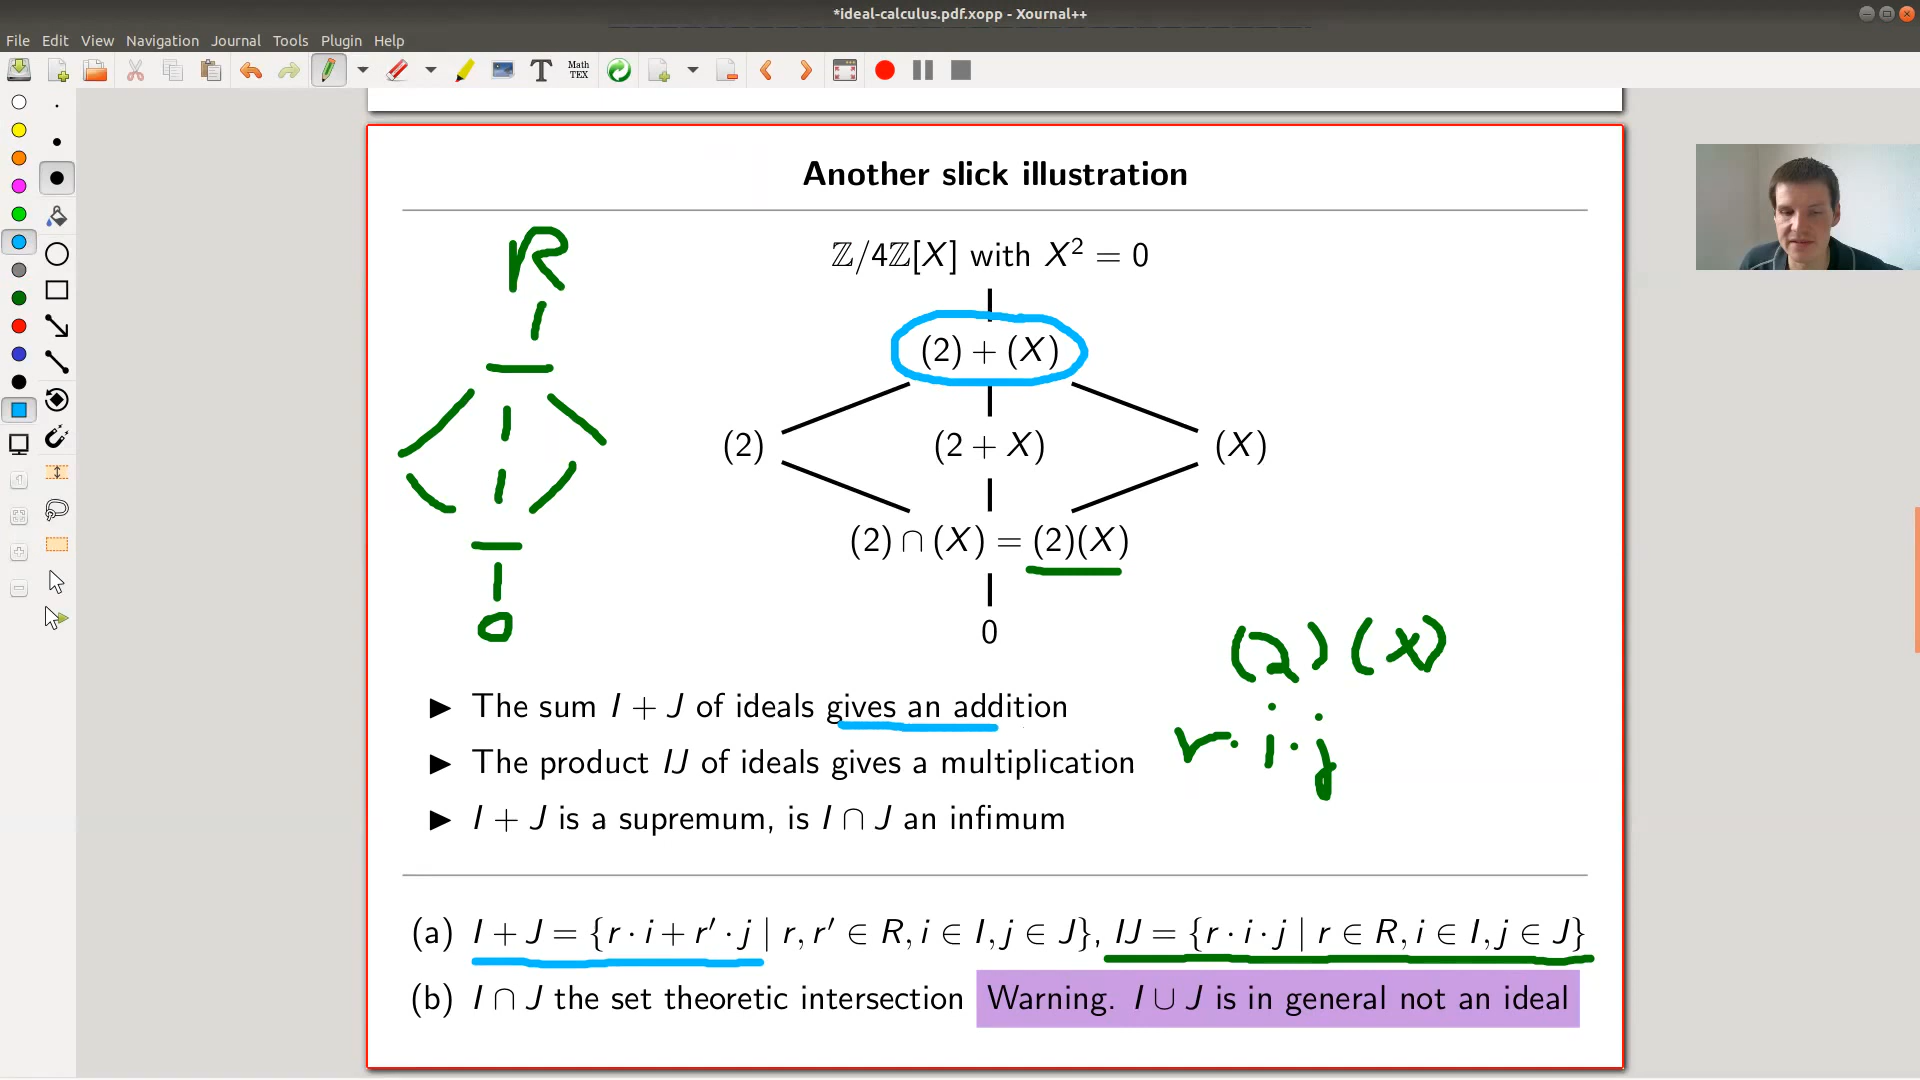 *ideal-calculus.pdf.xopp - Xournal++
File Edit View Navigation Journal Tools Plugin Help
Math TEX
Another slick illustration
ℤ/4ℤ[X] with X² = 0
R
(2) + (X)
(2) (2 + X) (X)
(2) ∩ (X) = (2)(X)
0
0
(2)(x)
r · i · j
▶ The sum I + J of ideals gives an addition
▶ The product IJ of ideals gives a multiplication
▶ I + J is a supremum, is I ∩ J an infimum
(a) I + J = {r · i + r′ · j | r, r′ ∈ R, i ∈ I, j ∈ J}, IJ = {r · i · j | r ∈ R, i ∈ I, j ∈ J}
(b) I ∩ J the set theoretic intersection Warning. I ∪ J is in general not an ideal